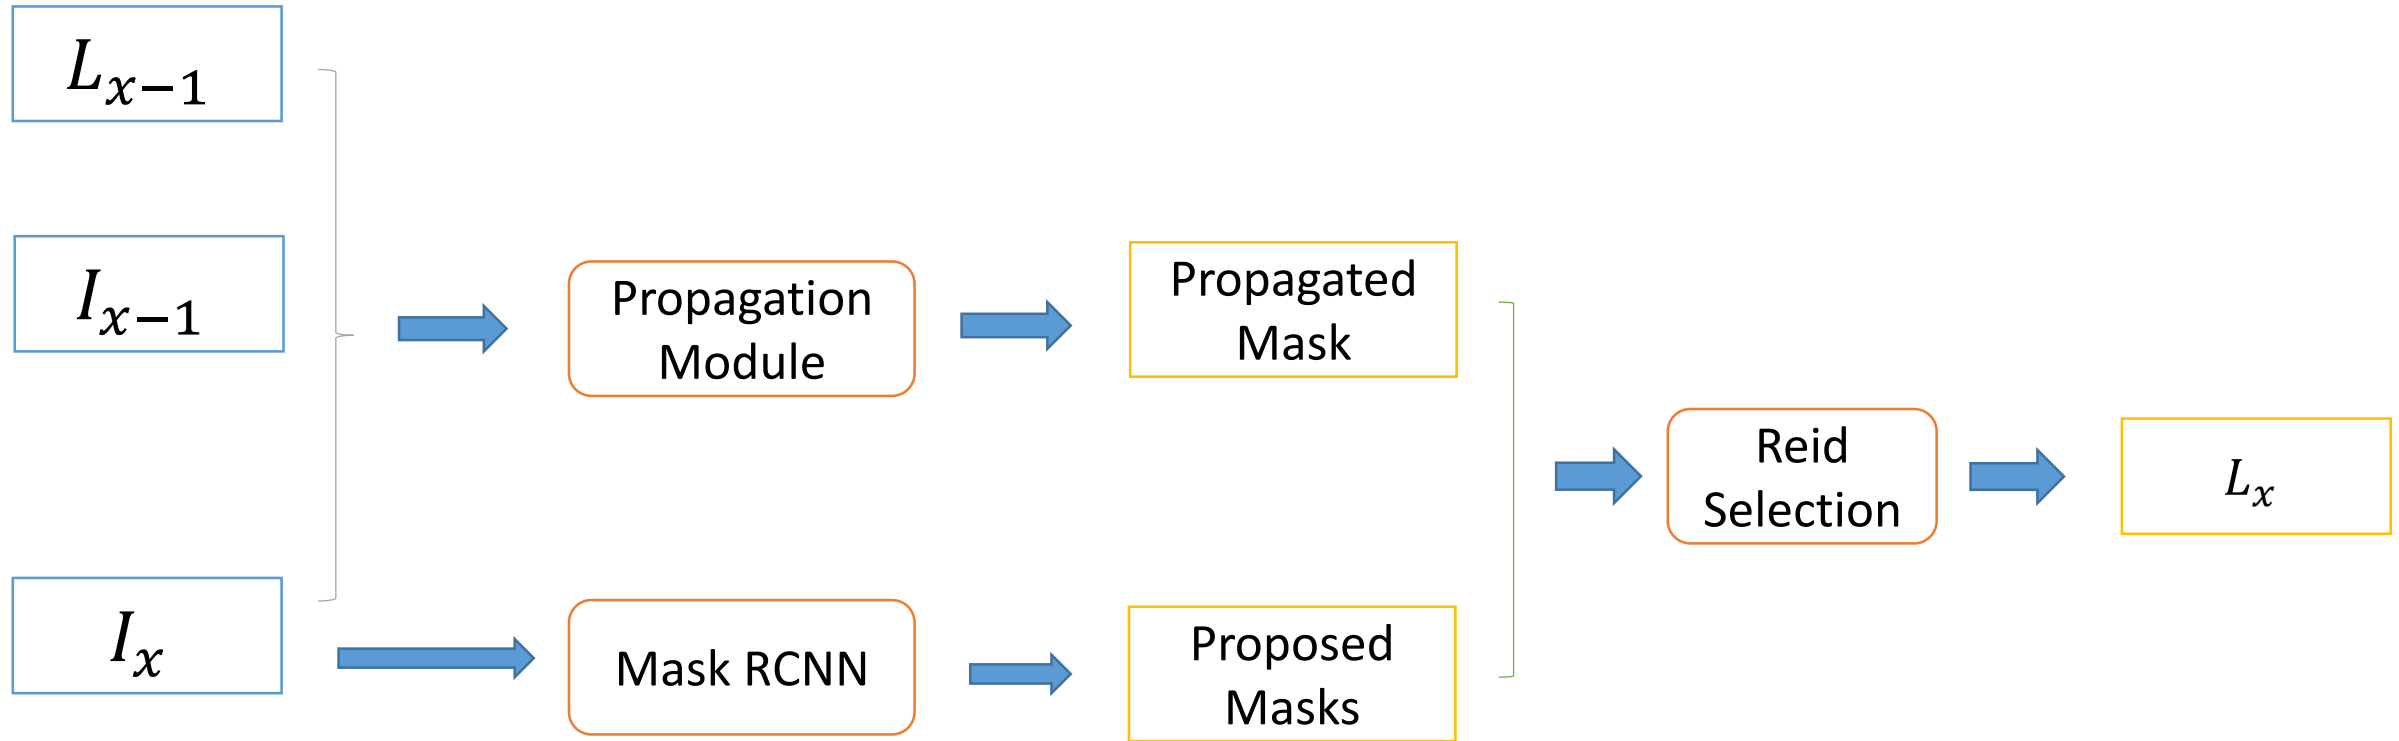 L_{x-1}
I_{x-1}
I_x
Propagation
Module
Mask RCNN
Propagated
Mask
Proposed
Masks
Reid
Selection
L_x